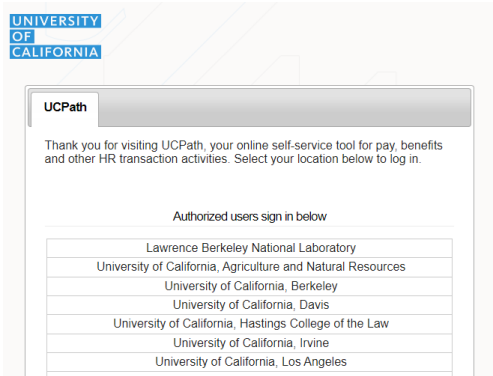 UNIVERSITY
OF
CALIFORNIA
UCPath
Thank you for visiting UCPath, your online self-service tool for pay, benefits
and other HR transaction activities. Select your location below to log in.
Authorized users sign in below
Lawrence Berkeley National Laboratory
University of California, Agriculture and Natural Resources
University of California, Berkeley
University of California, Davis
University of California, Hastings College of the Law
University of California, Irvine
University of California, Los Angeles